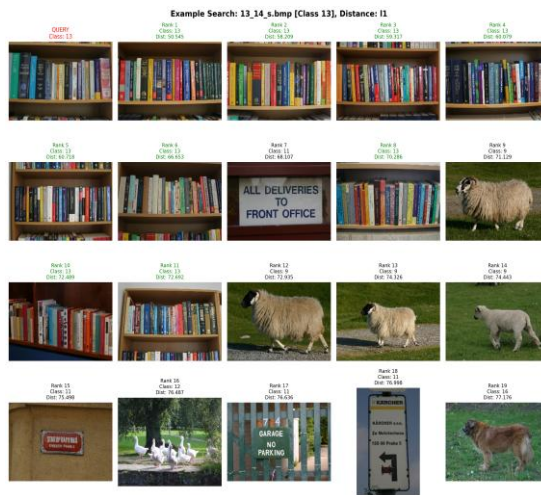 Example Search: 13_14_s.bmp [Class 13], Distance: l1
QUERY
Class: 13
Rank 1
Class: 13
Dist: 50.545
Rank 2
Class: 13
Dist: 58.209
Rank 3
Class: 13
Dist: 59.317
Rank 4
Class: 13
Dist: 60.079
Rank 5
Class: 13
Dist: 60.718
Rank 6
Class: 13
Dist: 66.653
Rank 7
Class: 11
Dist: 68.107
Rank 8
Class: 13
Dist: 70.286
Rank 9
Class: 9
Dist: 71.129
ALL DELIVERIES
TO
FRONT OFFICE
Rank 10
Class: 13
Dist: 72.489
Rank 11
Class: 13
Dist: 72.692
Rank 12
Class: 9
Dist: 72.935
Rank 13
Class: 9
Dist: 74.326
Rank 14
Class: 9
Dist: 74.443
Rank 15
Class: 11
Dist: 75.498
Rank 16
Class: 12
Dist: 76.487
Rank 17
Class: 11
Dist: 76.636
Rank 18
Class: 11
Dist: 76.998
Rank 19
Class: 16
Dist: 77.176
GARAGE
NO
PARKING
KÄRCHER